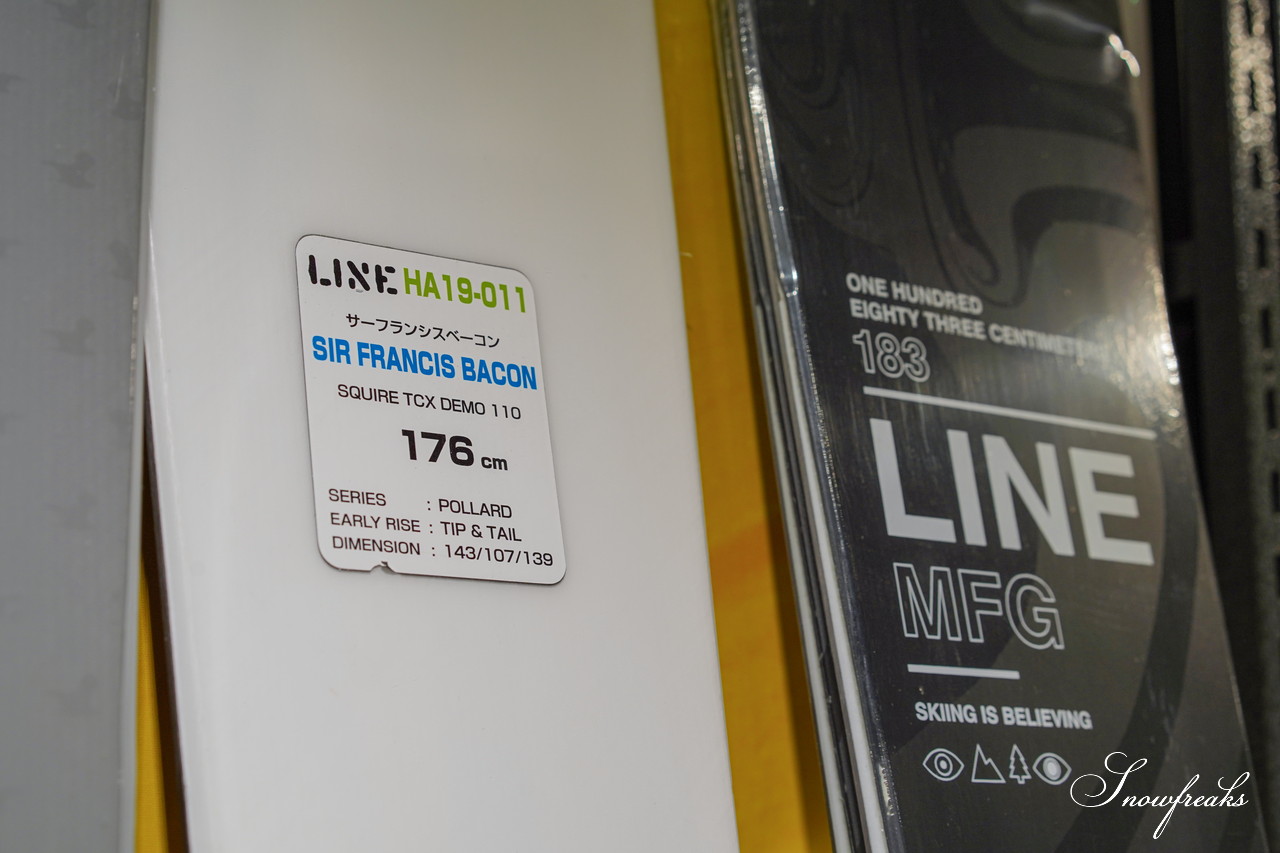 LINE HA19-011
サーフランシスベーコン
SIR FRANCIS BACON
SQUIRE TCX DEMO 110
176 cm
SERIES : POLLARD
EARLY RISE : TIP & TAIL
DIMENSION : 143/107/139
ONE HUNDRED
EIGHTY THREE CENTIMETERS
183
LINE
MFG
SKIING IS BELIEVING
Snowfreaks